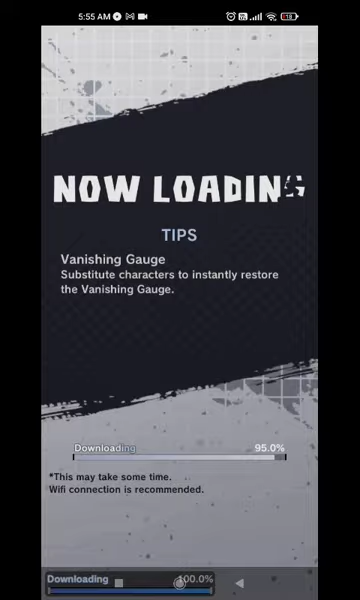 5:55 AM
18
NOW LOADING
TIPS
Vanishing Gauge
Substitute characters to instantly restore
the Vanishing Gauge.
Downloading 95.0%
*This may take some time.
Wifi connection is recommended.
Downloading 100.0%